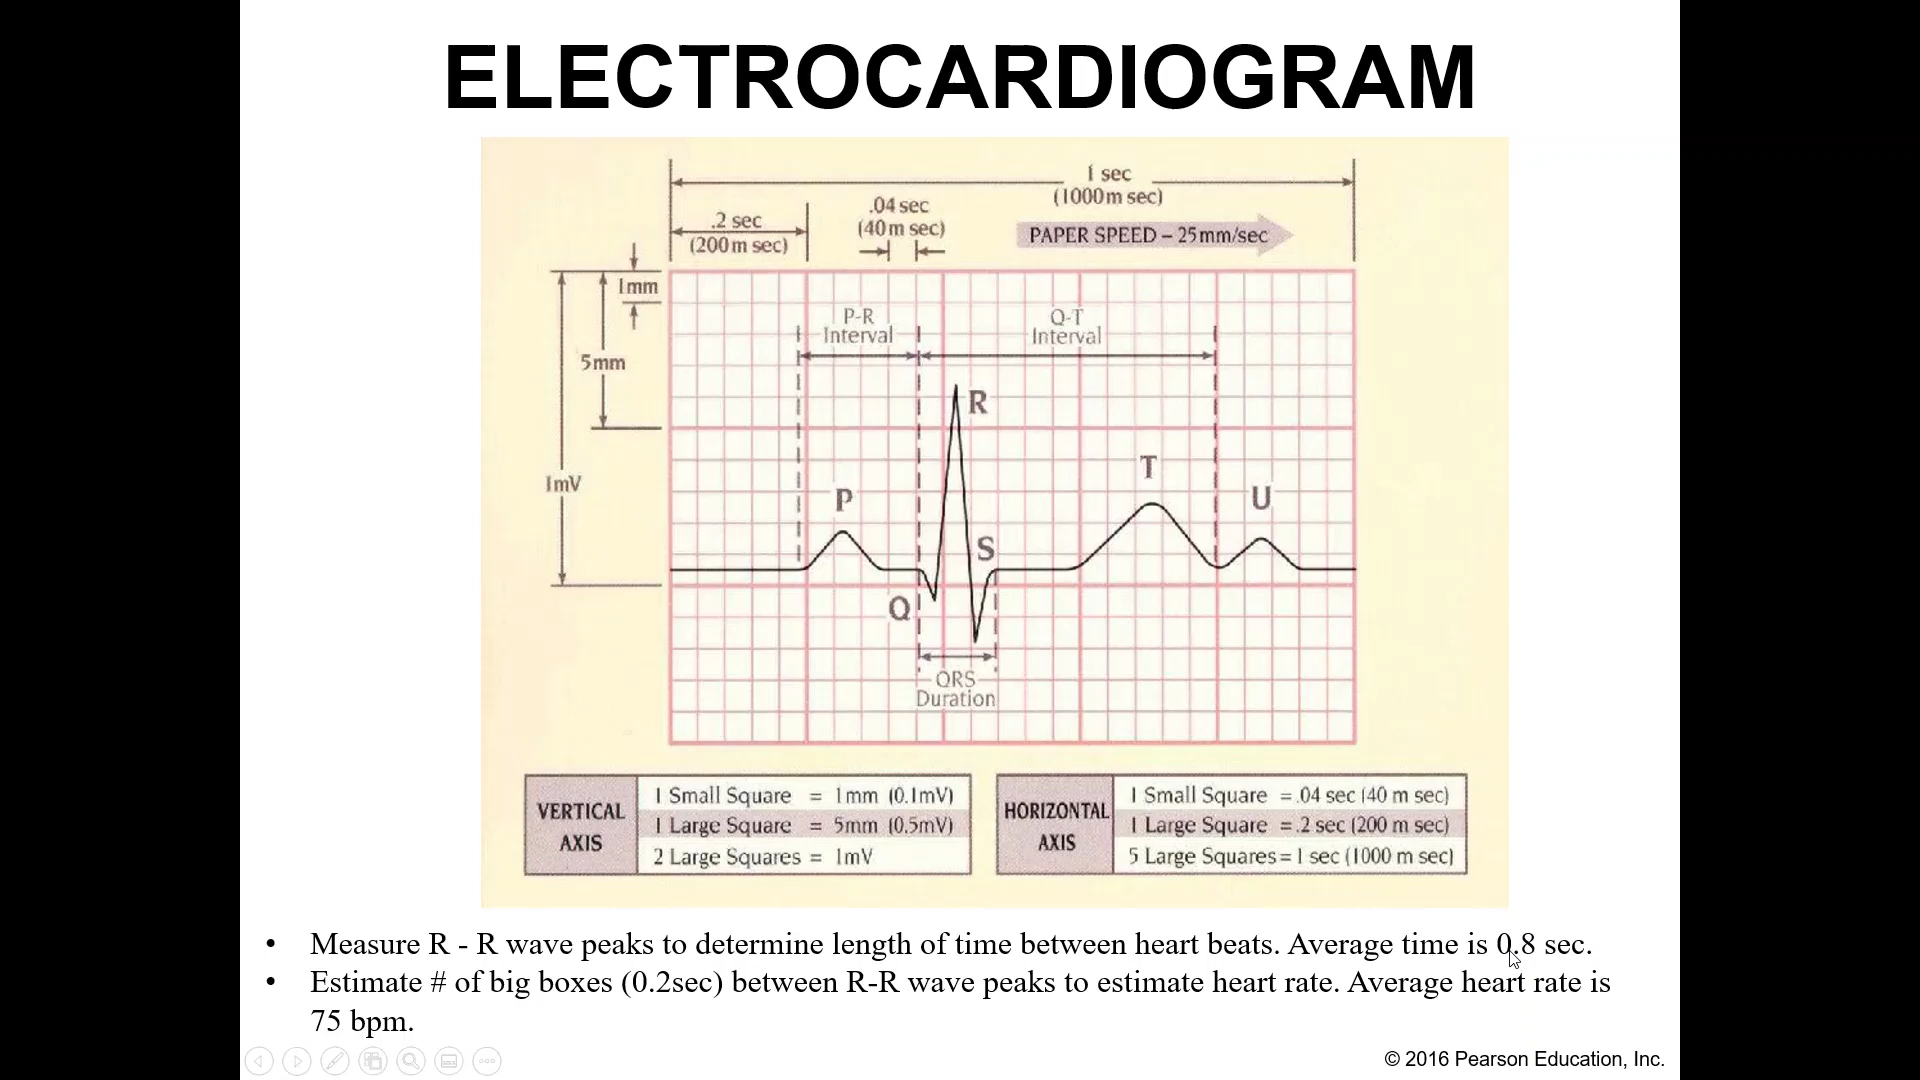 ELECTROCARDIOGRAM
1 sec
(1000 m sec)
.2 sec
(200 m sec)
.04 sec
(40 m sec)
PAPER SPEED – 25 mm/sec
1mm
5mm
1mV
P-R
Interval
Q-T
Interval
R
P
T
U
S
Q
QRS
Duration
VERTICAL
AXIS
1 Small Square = 1mm (0.1mV)
1 Large Square = 5mm (0.5mV)
2 Large Squares = 1mV
HORIZONTAL
AXIS
1 Small Square = .04 sec (40 m sec)
1 Large Square = .2 sec (200 m sec)
5 Large Squares = 1 sec (1000 m sec)
• Measure R - R wave peaks to determine length of time between heart beats. Average time is 0.8 sec.
• Estimate # of big boxes (0.2sec) between R-R wave peaks to estimate heart rate. Average heart rate is
75 bpm.
© 2016 Pearson Education, Inc.